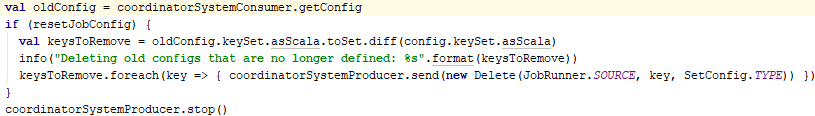 val oldConfig = coordinatorSystemConsumer.getConfig
if (resetJobConfig) {
  val keysToRemove = oldConfig.keySet.asScala.toSet.diff(config.keySet.asScala)
  info("Deleting old configs that are no longer defined: %s".format(keysToRemove))
  keysToRemove.foreach(key => { coordinatorSystemProducer.send(new Delete(JobRunner.SOURCE, key, SetConfig.TYPE)) })
}
coordinatorSystemProducer.stop()